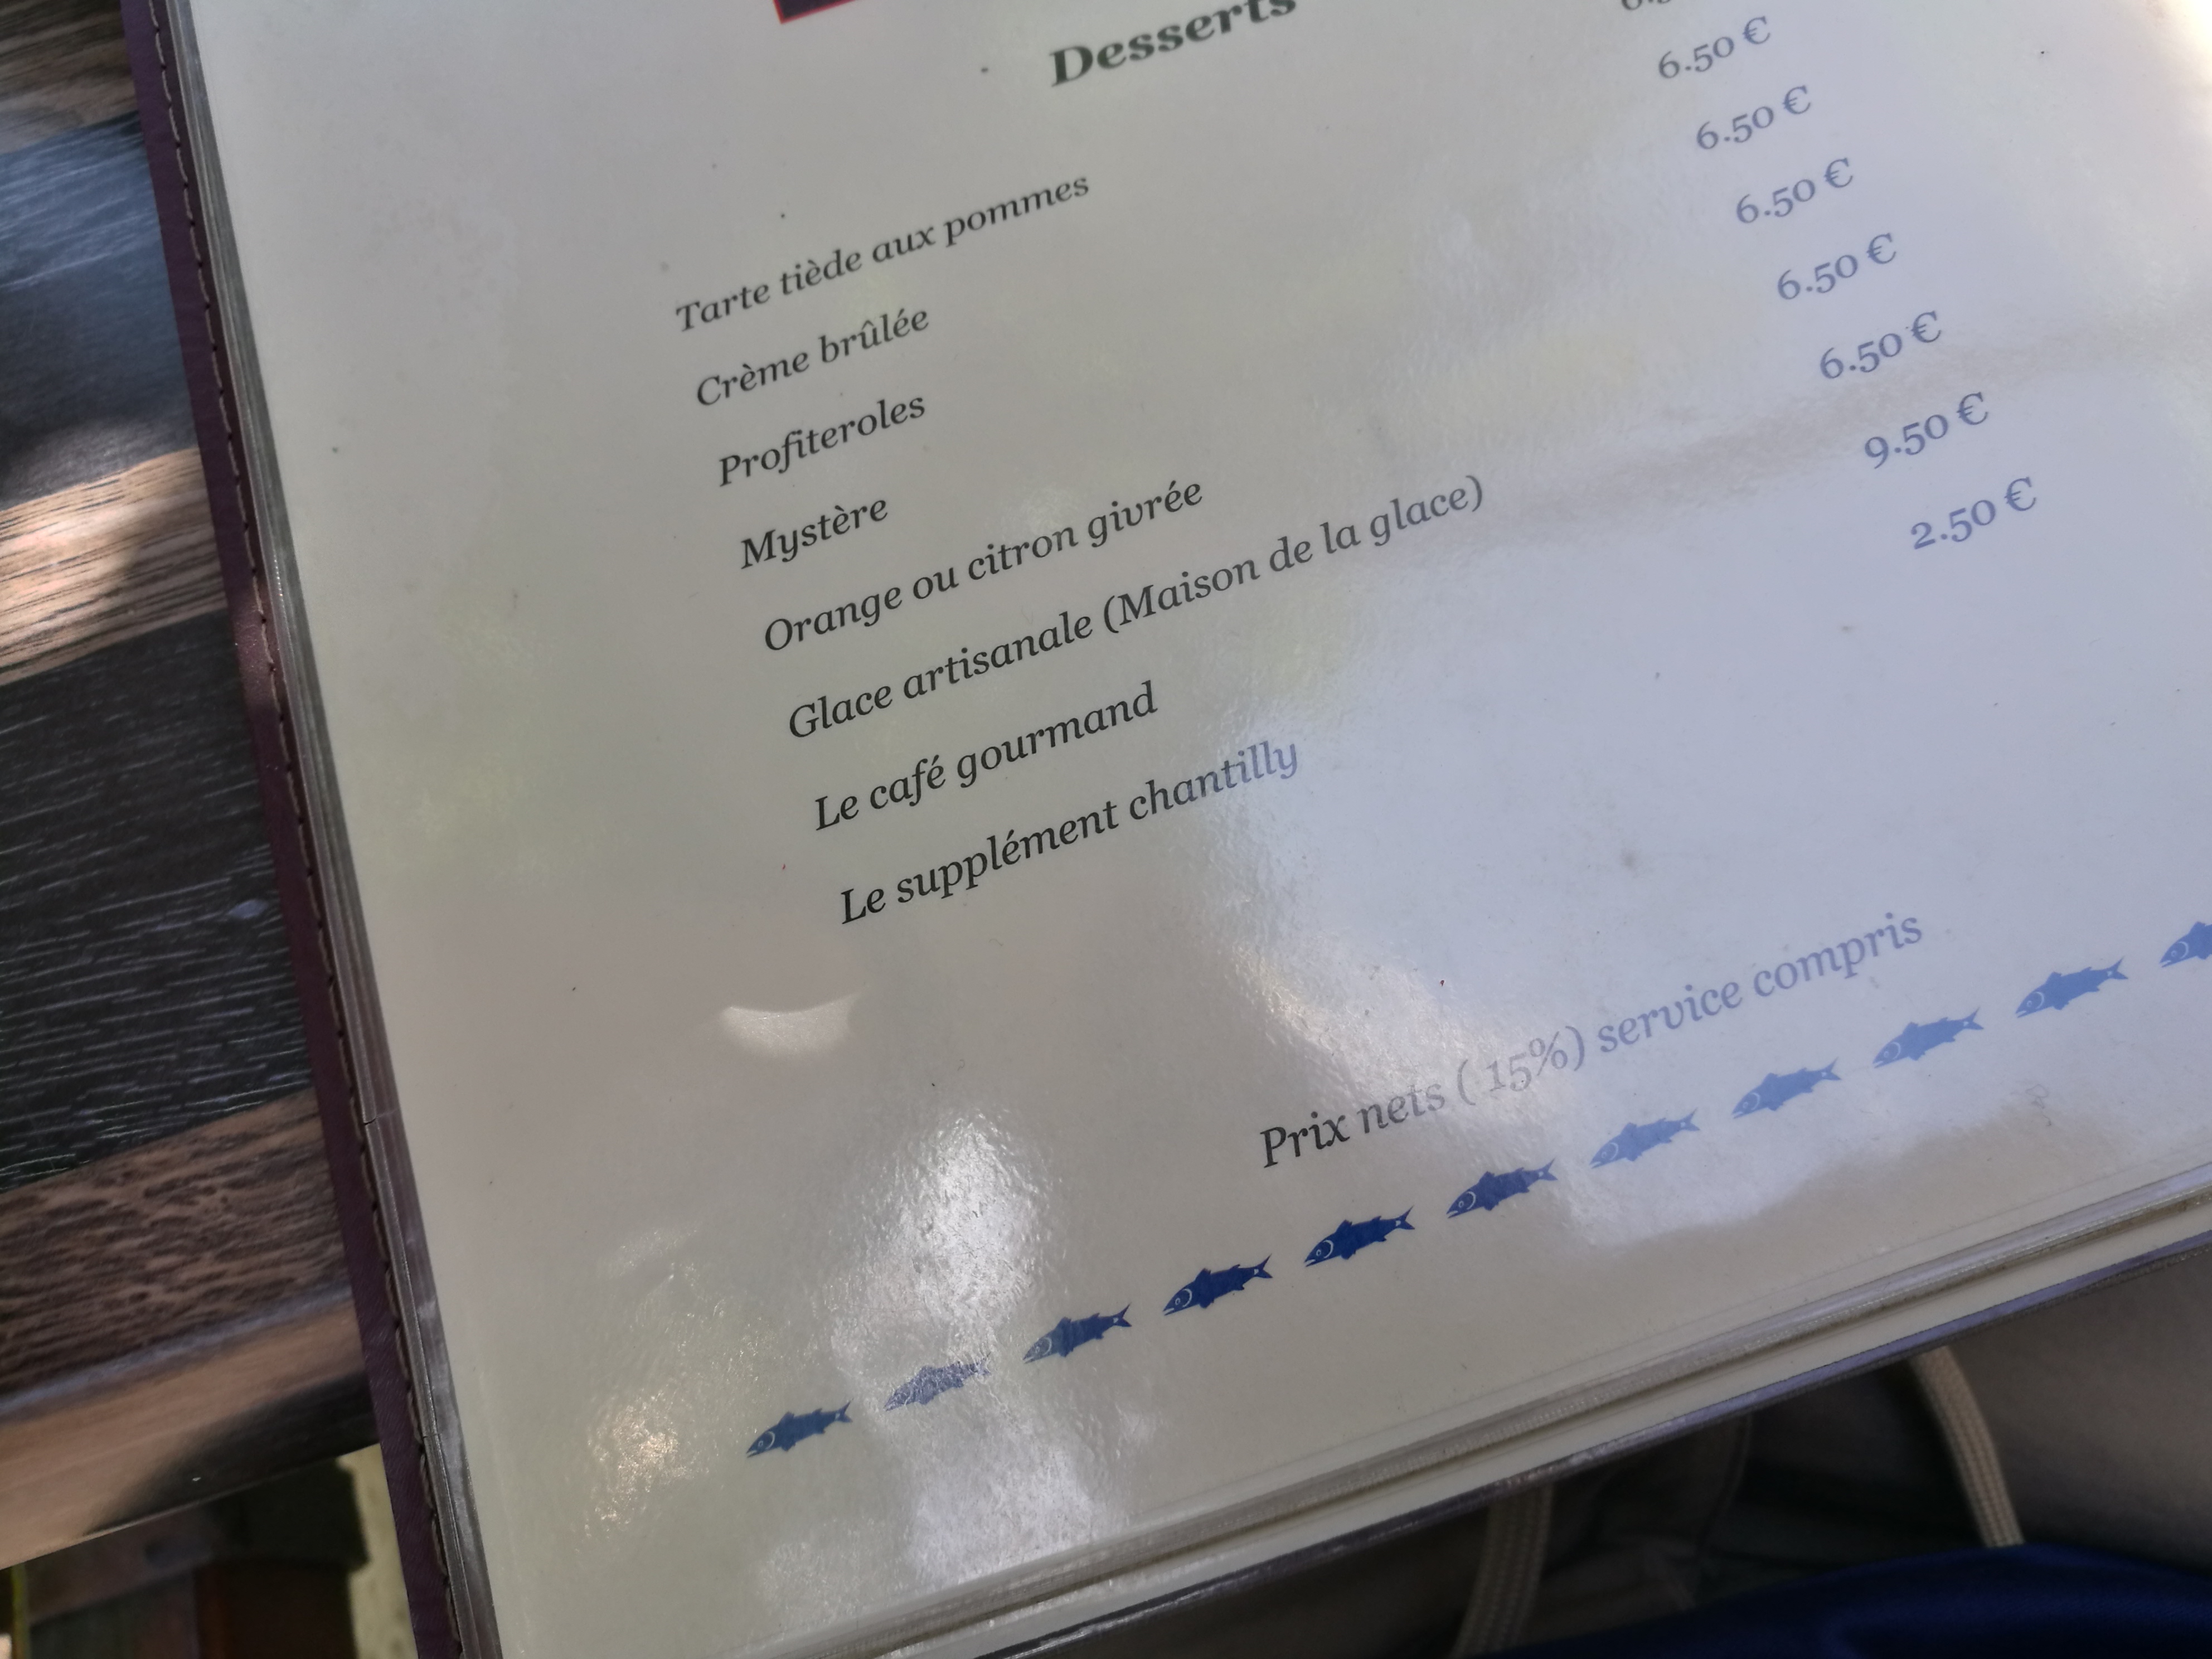 Desserts
Tarte tiède aux pommes
Crème brûlée 6.50 €
Profiteroles 6.50 €
Mystère 6.50 €
Orange ou citron givrée 6.50 €
Glace artisanale (Maison de la glace) 6.50 €
Le café gourmand 9.50 €
Le supplément chantilly 2.50 €
Prix nets ( 15%) service compris